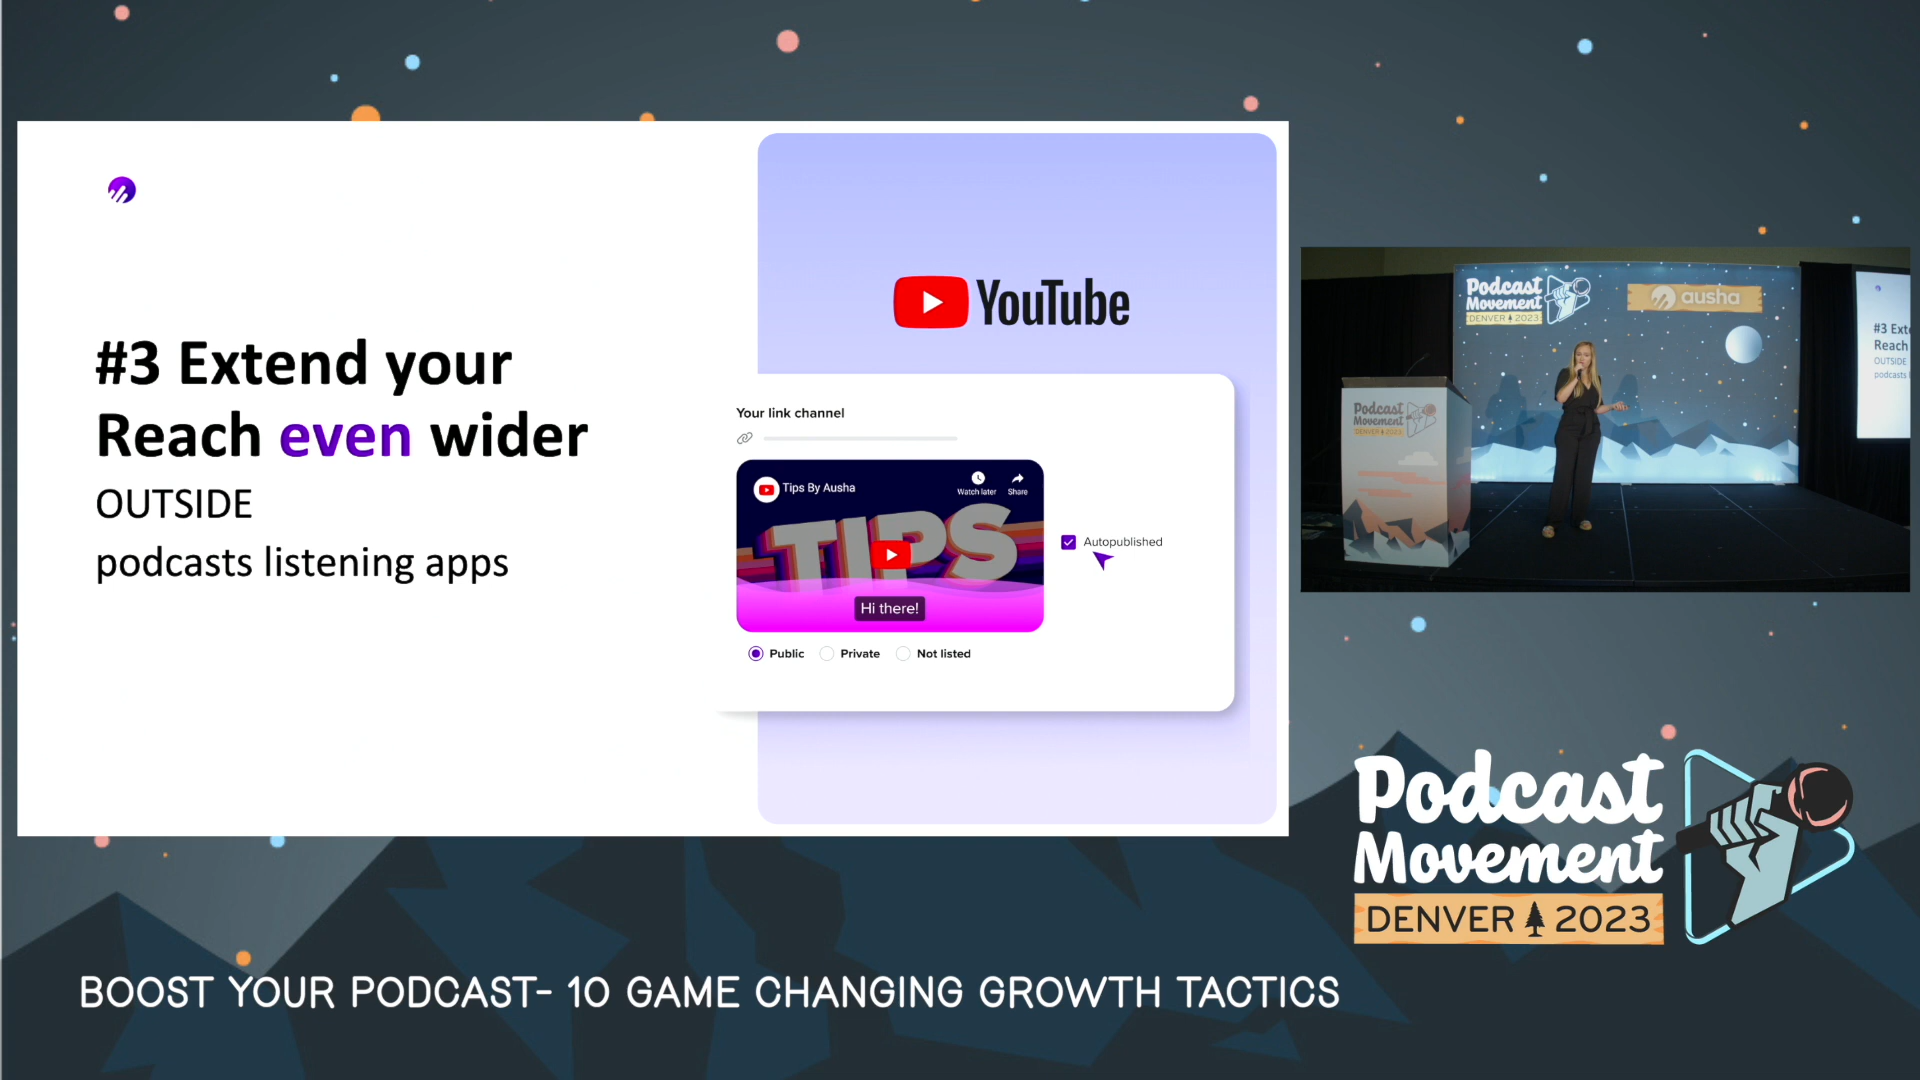 #3 Extend your
Reach even wider
OUTSIDE
podcasts listening apps
YouTube
Your link channel
Tips By Ausha
Watch later
Share
TIPS
Hi there!
Autopublished
Public
Private
Not listed
Podcast
Movement
DENVER 2023
ausha
#3 Ext
Reach
OUTSIDE
podcasts
Podcast
Movement
DENVER 2023
Podcast
Movement
DENVER 2023
BOOST YOUR PODCAST- 10 GAME CHANGING GROWTH TACTICS